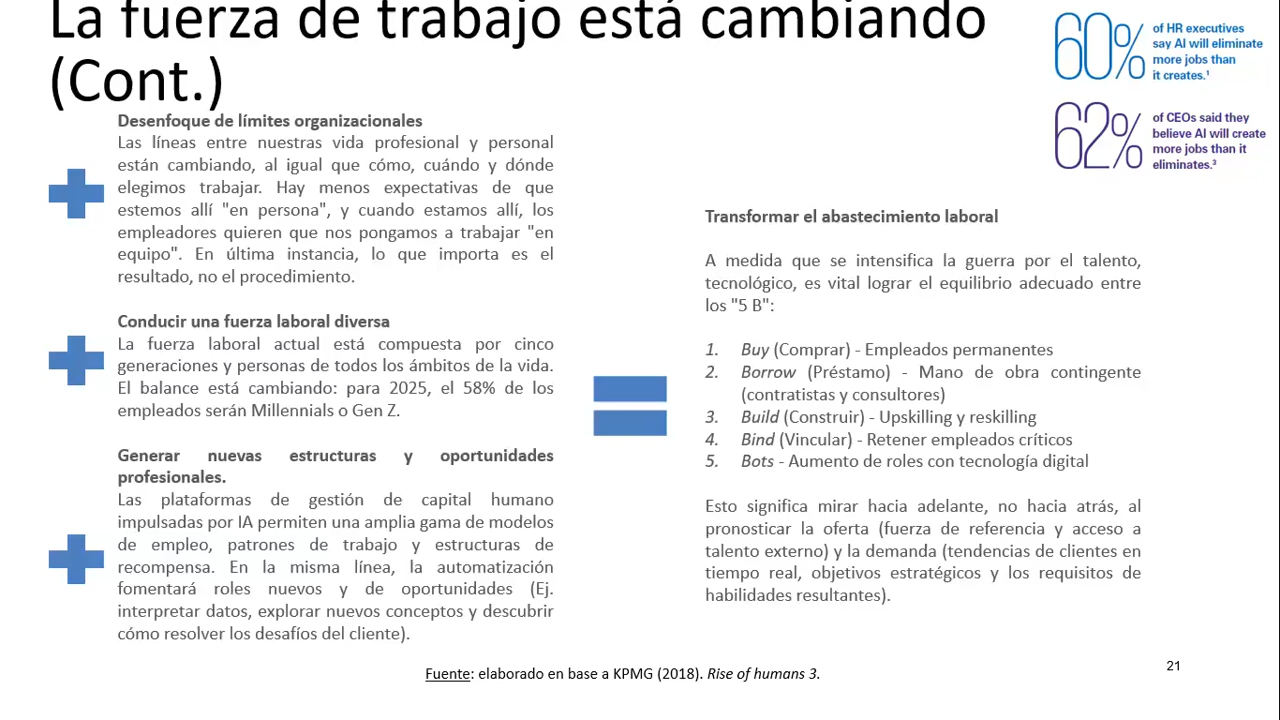 La fuerza de trabajo está cambiando
(Cont.)
60%
of HR executives
say AI will eliminate
more jobs than
it creates.¹
62%
of CEOs said they
believe AI will create
more jobs than it
eliminates.³
Desenfoque de límites organizacionales
Las líneas entre nuestras vida profesional y personal
están cambiando, al igual que cómo, cuándo y dónde
elegimos trabajar. Hay menos expectativas de que
estemos allí "en persona", y cuando estamos allí, los
empleadores quieren que nos pongamos a trabajar "en
equipo". En última instancia, lo que importa es el
resultado, no el procedimiento.
Conducir una fuerza laboral diversa
La fuerza laboral actual está compuesta por cinco
generaciones y personas de todos los ámbitos de la vida.
El balance está cambiando: para 2025, el 58% de los
empleados serán Millennials o Gen Z.
Generar nuevas estructuras y oportunidades
profesionales.
Las plataformas de gestión de capital humano
impulsadas por IA permiten una amplia gama de modelos
de empleo, patrones de trabajo y estructuras de
recompensa. En la misma línea, la automatización
fomentará roles nuevos y de oportunidades (Ej.
interpretar datos, explorar nuevos conceptos y descubrir
cómo resolver los desafíos del cliente).
Transformar el abastecimiento laboral
A medida que se intensifica la guerra por el talento,
tecnológico, es vital lograr el equilibrio adecuado entre
los "5 B":
1. Buy (Comprar) - Empleados permanentes
2. Borrow (Préstamo) - Mano de obra contingente
(contratistas y consultores)
3. Build (Construir) - Upskilling y reskilling
4. Bind (Vincular) - Retener empleados críticos
5. Bots - Aumento de roles con tecnología digital
Esto significa mirar hacia adelante, no hacia atrás, al
pronosticar la oferta (fuerza de referencia y acceso a
talento externo) y la demanda (tendencias de clientes en
tiempo real, objetivos estratégicos y los requisitos de
habilidades resultantes).
Fuente: elaborado en base a KPMG (2018). Rise of humans 3.
21